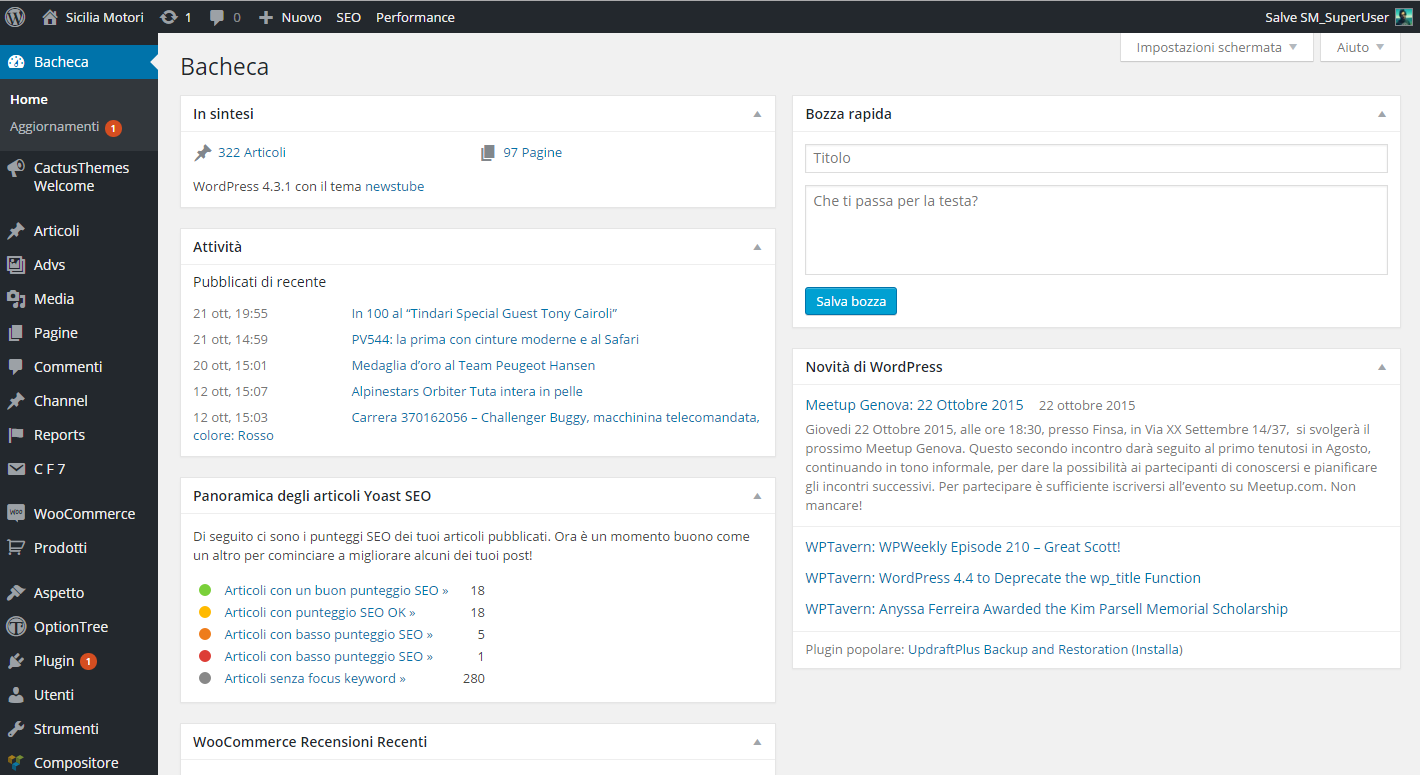 Sicilia Motori 1 0 Nuovo SEO Performance Salve SM_SuperUser
Bacheca
Home
Aggiornamenti 1
CactusThemes
Welcome
Articoli
Advs
Media
Pagine
Commenti
Channel
Reports
C F 7
WooCommerce
Prodotti
Aspetto
OptionTree
Plugin 1
Utenti
Strumenti
Compositore
Impostazioni schermata Aiuto
Bacheca
In sintesi
322 Articoli 97 Pagine
WordPress 4.3.1 con il tema newstube
Attività
Pubblicati di recente
21 ott, 19:55 In 100 al “Tindari Special Guest Tony Cairoli”
21 ott, 14:59 PV544: la prima con cinture moderne e al Safari
20 ott, 15:01 Medaglia d’oro al Team Peugeot Hansen
12 ott, 15:07 Alpinestars Orbiter Tuta intera in pelle
12 ott, 15:03 Carrera 370162056 – Challenger Buggy, macchinina telecomandata,
colore: Rosso
Panoramica degli articoli Yoast SEO
Di seguito ci sono i punteggi SEO dei tuoi articoli pubblicati. Ora è un momento buono come
un altro per cominciare a migliorare alcuni dei tuoi post!
Articoli con un buon punteggio SEO » 18
Articoli con punteggio SEO OK » 18
Articoli con basso punteggio SEO » 5
Articoli con basso punteggio SEO » 1
Articoli senza focus keyword » 280
WooCommerce Recensioni Recenti
Bozza rapida
Titolo
Che ti passa per la testa?
Salva bozza
Novità di WordPress
Meetup Genova: 22 Ottobre 2015 22 ottobre 2015
Giovedi 22 Ottobre 2015, alle ore 18:30, presso Finsa, in Via XX Settembre 14/37, si svolgerà il
prossimo Meetup Genova. Questo secondo incontro darà seguito al primo tenutosi in Agosto,
continuando in tono informale, per dare la possibilità ai partecipanti di conoscersi e pianificare
gli incontri successivi. Per partecipare è sufficiente iscriversi all’evento su Meetup.com. Non
mancare!
WPTavern: WPWeekly Episode 210 – Great Scott!
WPTavern: WordPress 4.4 to Deprecate the wp_title Function
WPTavern: Anyssa Ferreira Awarded the Kim Parsell Memorial Scholarship
Plugin popolare: UpdraftPlus Backup and Restoration (Installa)